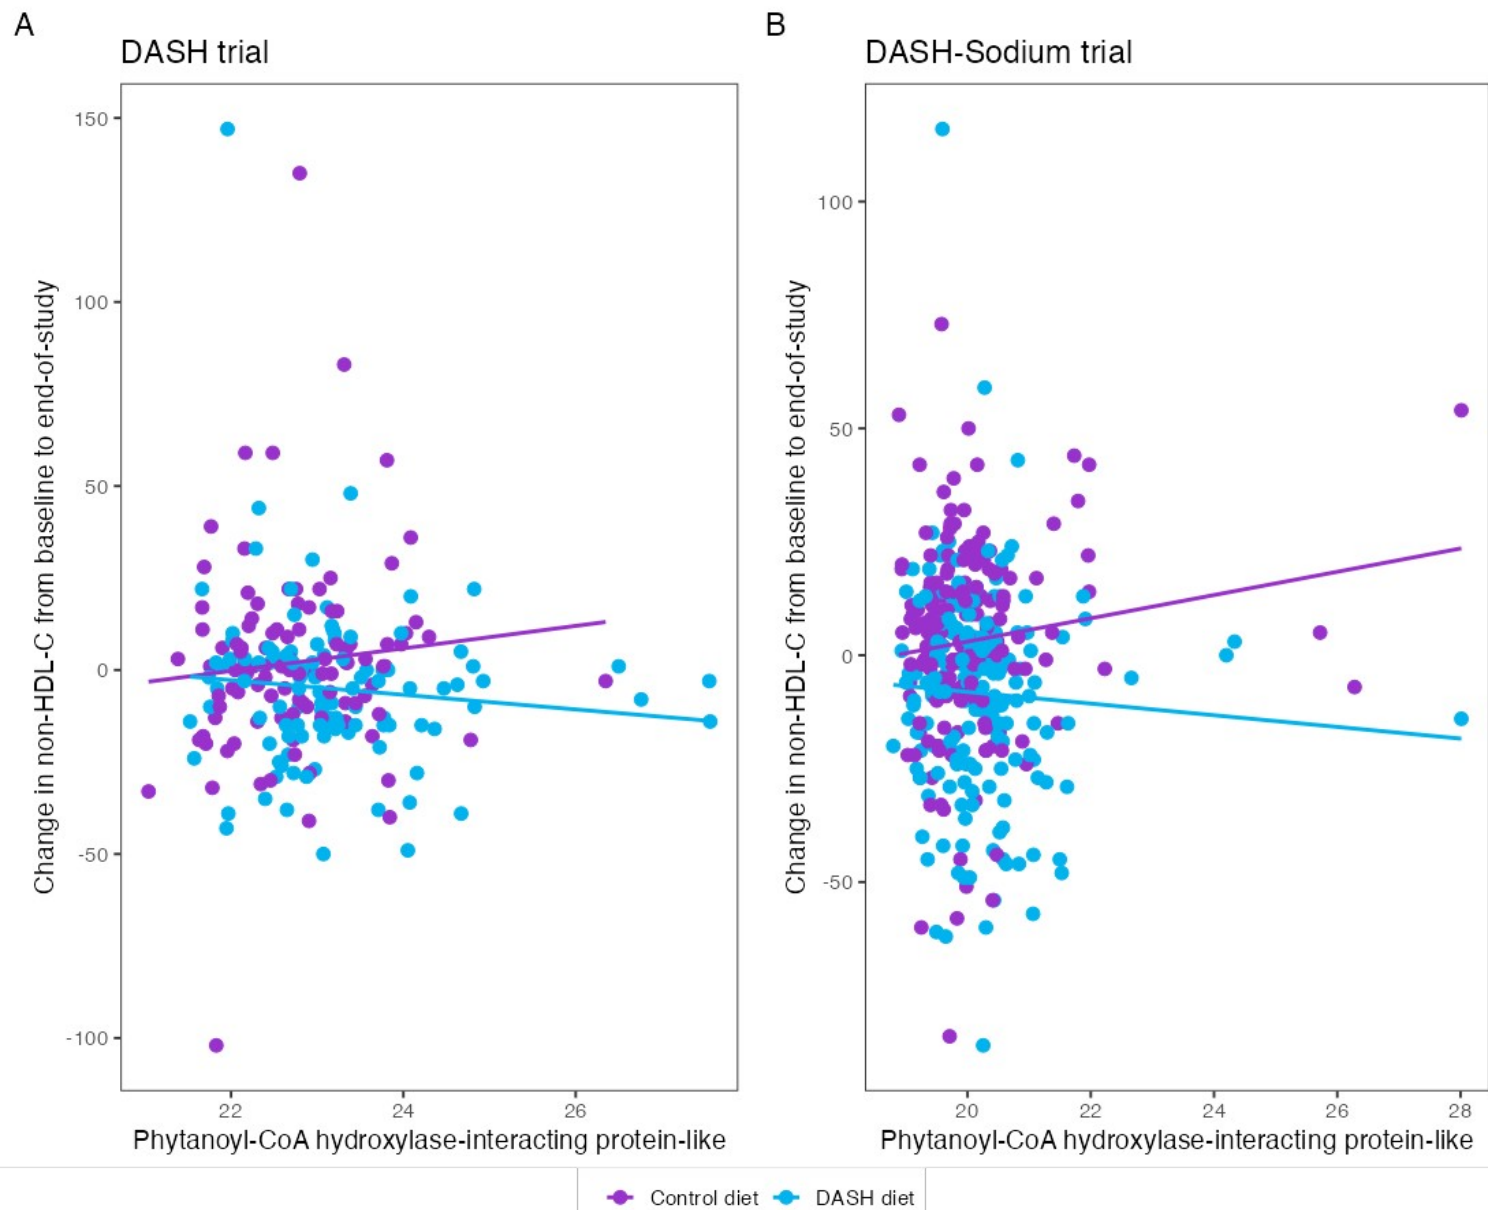 A
DASH trial
Change in non-HDL-C from baseline to end-of-study
150
100
50
0
-50
-100
22
24
26
Phytanoyl-CoA hydroxylase-interacting protein-like
B
DASH-Sodium trial
Change in non-HDL-C from baseline to end-of-study
100
50
0
-50
20
22
24
26
28
Phytanoyl-CoA hydroxylase-interacting protein-like
Control diet
DASH diet